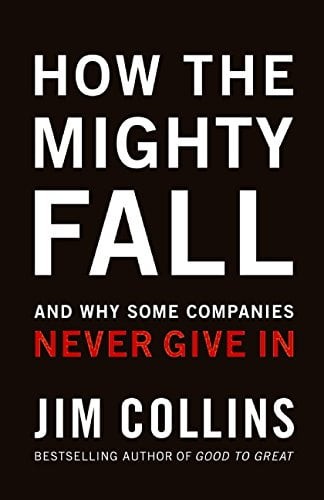 HOW THE
MIGHTY
FALL
AND WHY SOME COMPANIES
NEVER GIVE IN
JIM COLLINS
BESTSELLING AUTHOR OF GOOD TO GREAT